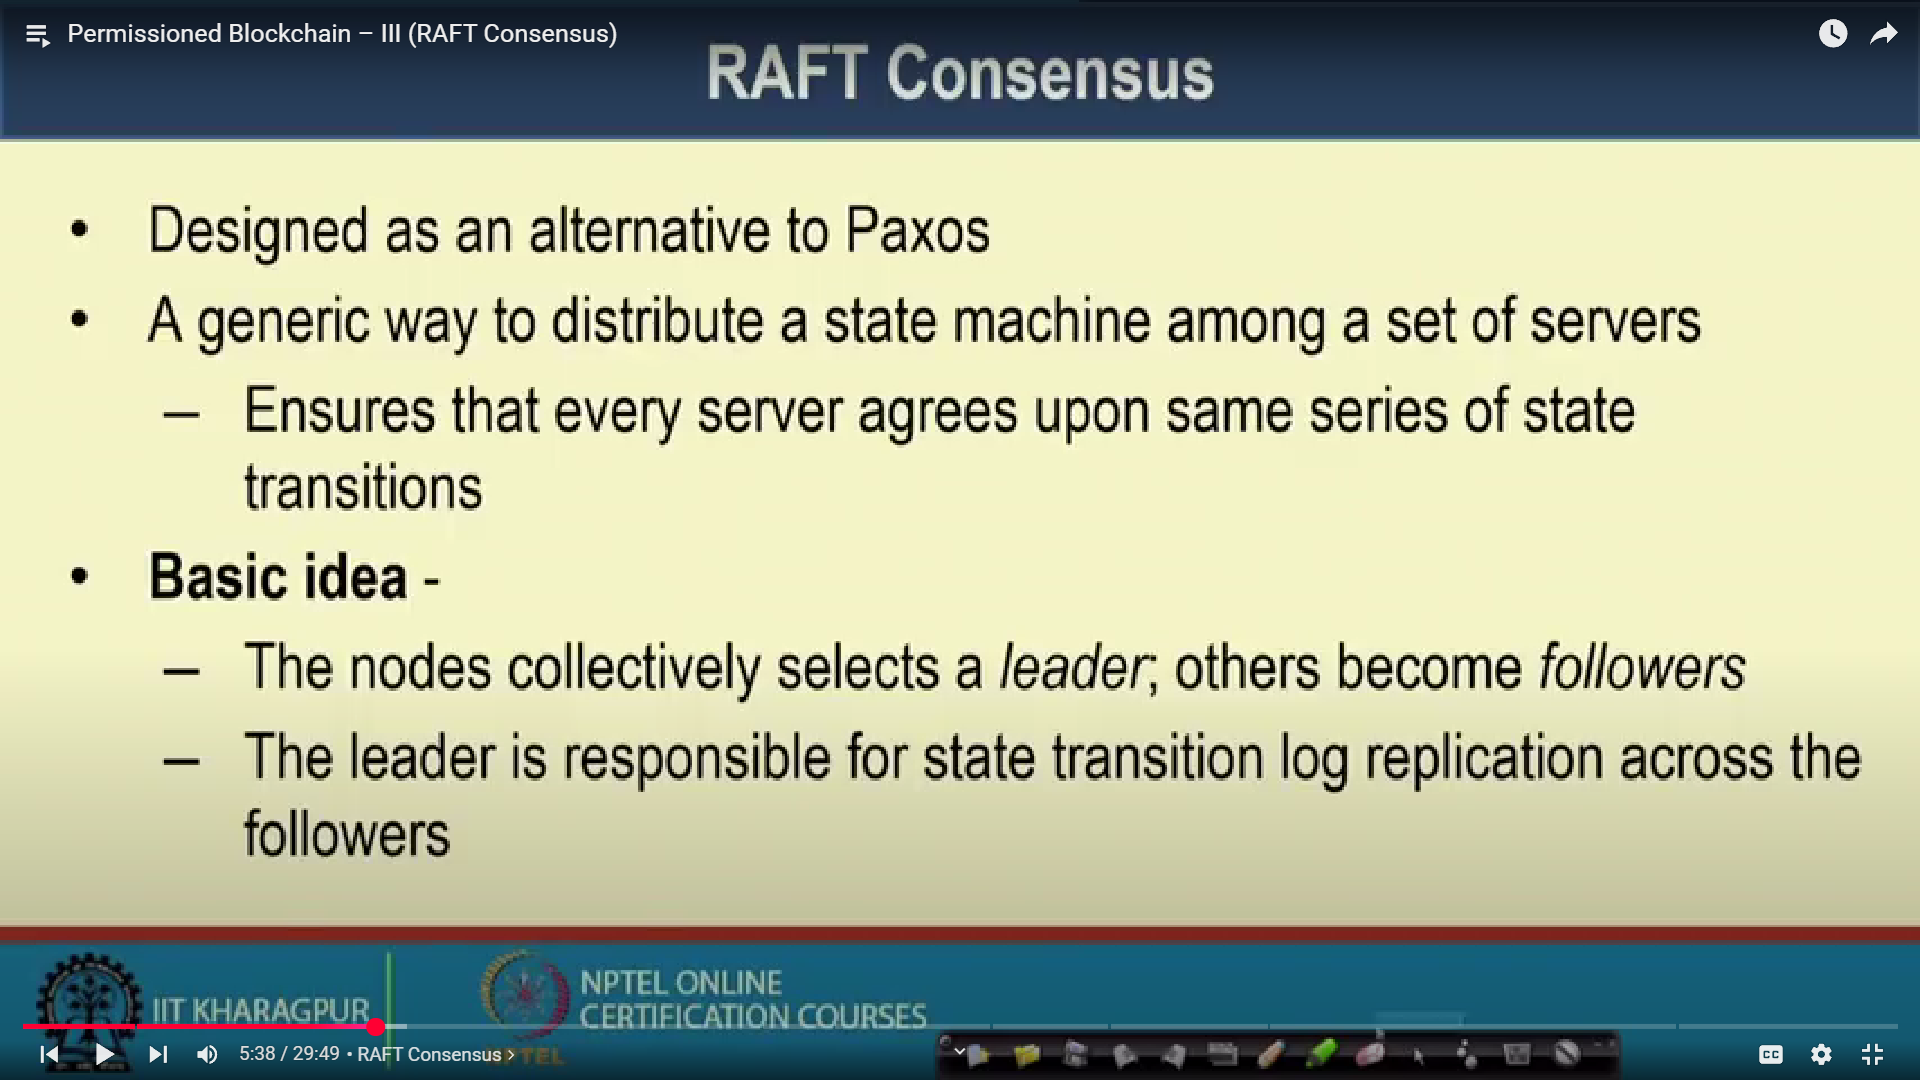 Permissioned Blockchain – III (RAFT Consensus)
RAFT Consensus
• Designed as an alternative to Paxos
• A generic way to distribute a state machine among a set of servers
– Ensures that every server agrees upon same series of state
transitions
• Basic idea -
– The nodes collectively selects a leader; others become followers
– The leader is responsible for state transition log replication across the
followers
IIT KHARAGPUR
NPTEL ONLINE
CERTIFICATION COURSES
NPTEL
5:38 / 29:49 • RAFT Consensus ›
CC